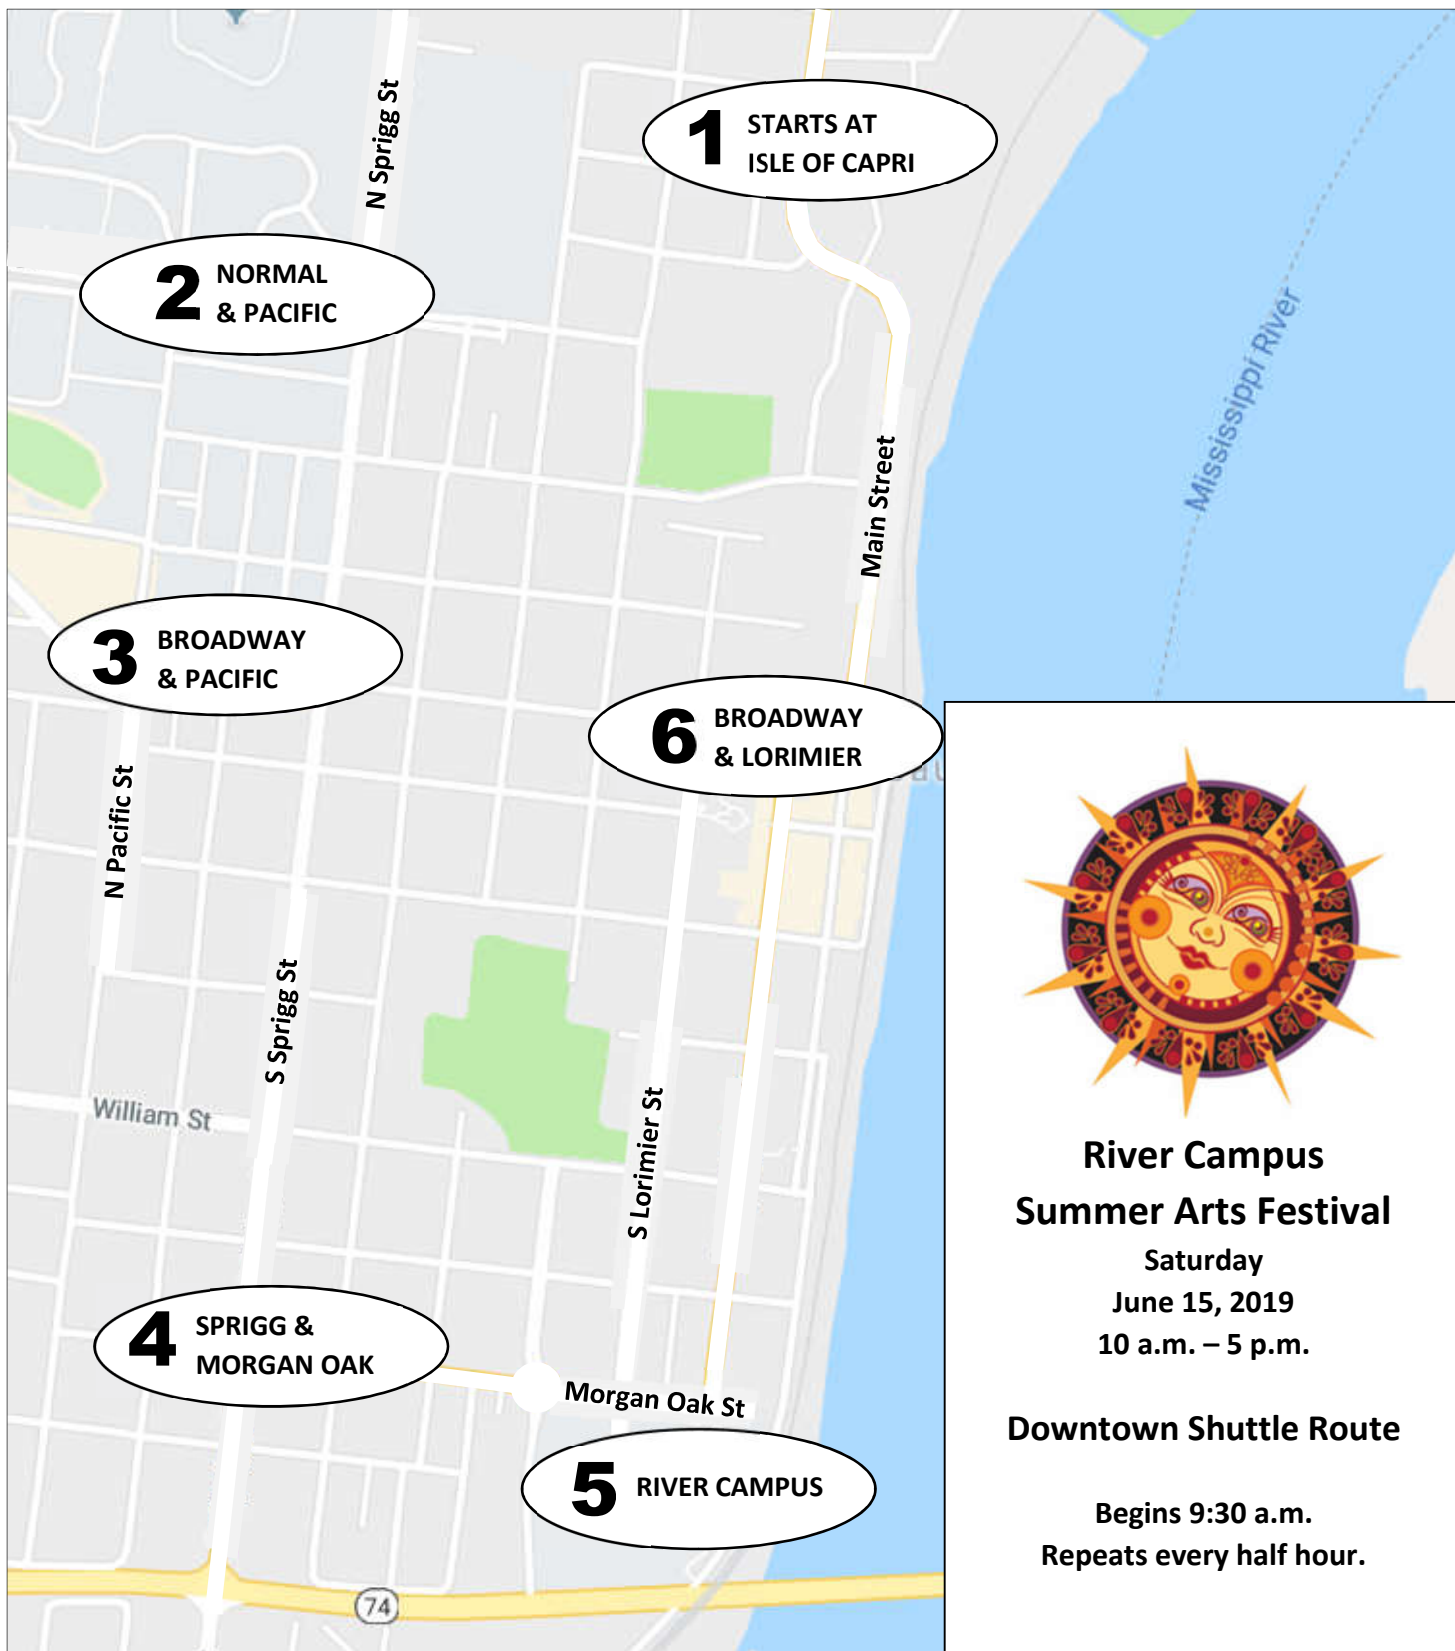 N Sprigg St
1 STARTS AT
ISLE OF CAPRI
2 NORMAL
& PACIFIC
Mississippi River
Main Street
3 BROADWAY
& PACIFIC
6 BROADWAY
& LORIMIER
N Pacific St
S Sprigg St
William St
S Lorimier St
4 SPRIGG &
MORGAN OAK
Morgan Oak St
5 RIVER CAMPUS
74
River Campus
Summer Arts Festival
Saturday
June 15, 2019
10 a.m. – 5 p.m.
Downtown Shuttle Route
Begins 9:30 a.m.
Repeats every half hour.